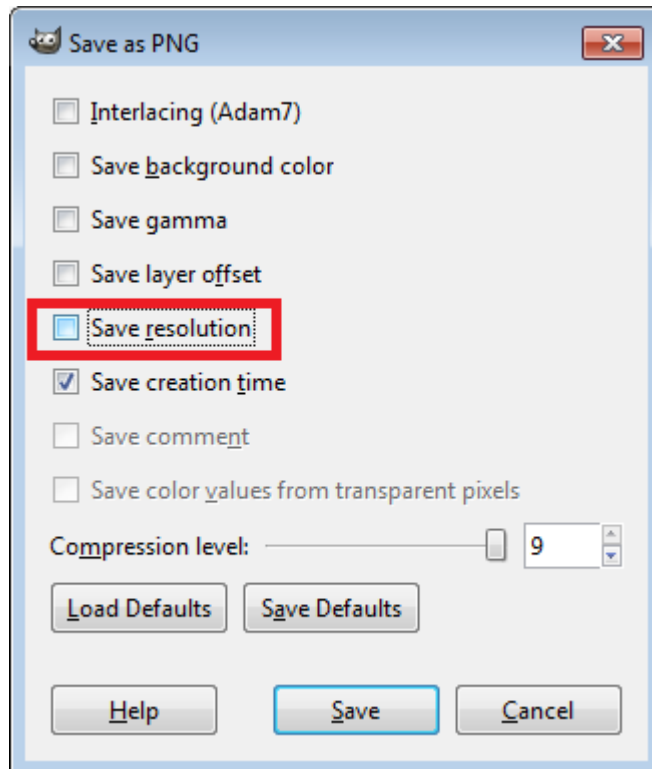 Save as PNG
Interlacing (Adam7)
Save background color
Save gamma
Save layer offset
Save resolution
Save creation time
Save comment
Save color values from transparent pixels
Compression level: 9
Load Defaults Save Defaults
Help Save Cancel